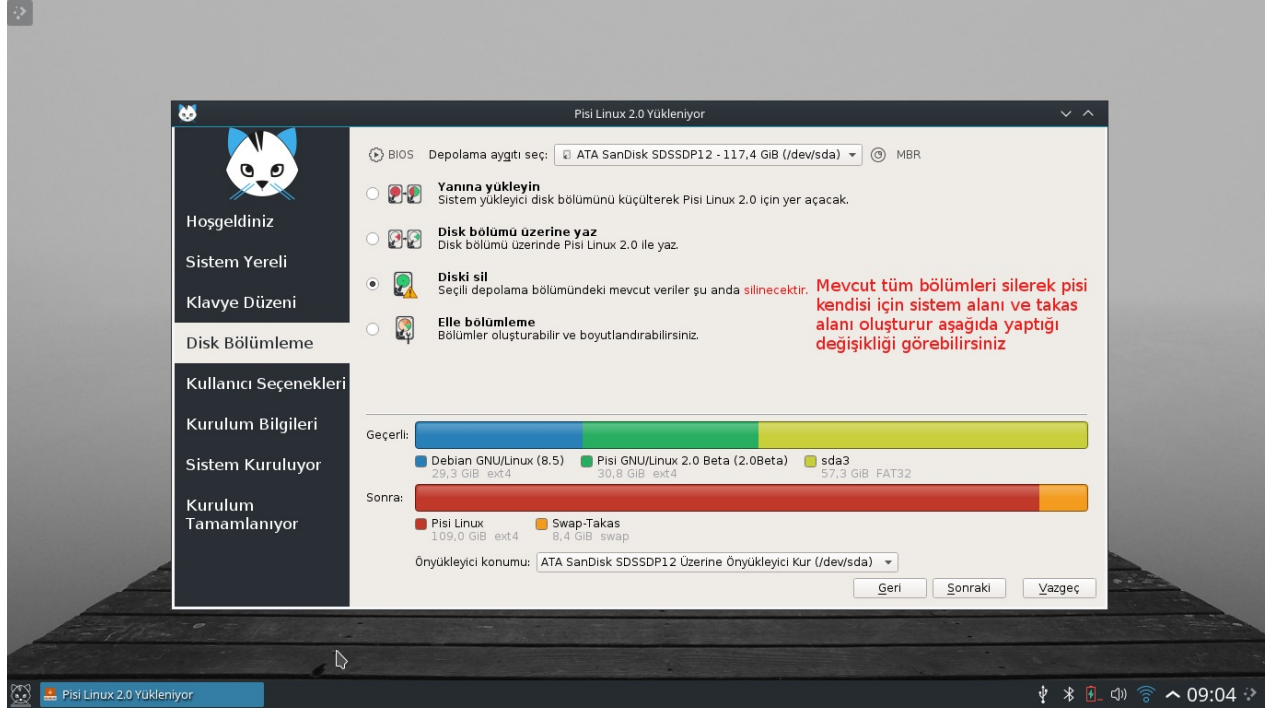 Pisi Linux 2.0 Yükleniyor
Hoşgeldiniz
Sistem Yereli
Klavye Düzeni
Disk Bölümleme
Kullanıcı Seçenekleri
Kurulum Bilgileri
Sistem Kuruluyor
Kurulum
Tamamlanıyor
BIOS Depolama aygıtı seç: ATA SanDisk SDSSDP12 - 117,4 GiB (/dev/sda) MBR
Yanına yükleyin
Sistem yükleyici disk bölümünü küçülterek Pisi Linux 2.0 için yer açacak.
Disk bölümü üzerine yaz
Disk bölümü üzerinde Pisi Linux 2.0 ile yaz.
Diski sil
Seçili depolama bölümündeki mevcut veriler şu anda silinecektir.
Elle bölümleme
Bölümler oluşturabilir ve boyutlandırabilirsiniz.
Mevcut tüm bölümleri silerek pisi
kendisi için sistem alanı ve takas
alanı oluşturur aşağıda yaptığı
değişikliği görebilirsiniz
Geçerli:
Debian GNU/Linux (8.5) Pisi GNU/Linux 2.0 Beta (2.0Beta) sda3
29,3 GiB ext4 30,8 GiB ext4 57,3 GiB FAT32
Sonra:
Pisi Linux Swap-Takas
109,0 GiB ext4 8,4 GiB swap
Önyükleyici konumu: ATA SanDisk SDSSDP12 Üzerine Önyükleyici Kur (/dev/sda)
Geri Sonraki Vazgeç
Pisi Linux 2.0 Yükleniyor 09:04